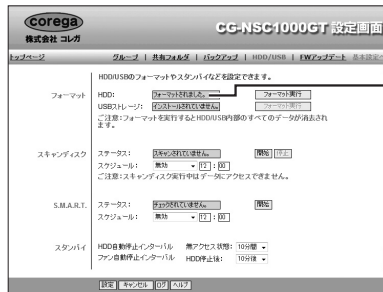 corega
株式会社 コレガ
CG-NSC1000GT 設定画面
トップページ
グループ | 共有フォルダ | バックアップ | HDD/USB | FWアップデート 基本設定へ
HDD/USBのフォーマットやスタンバイなどを設定できます。
フォーマット HDD: フォーマットされました。 フォーマット実行
USBストレージ: インストールされていません。 フォーマット実行
ご注意:フォーマットを実行するとHDD/USB内部のすべてのデータが消去され
ます。
スキャンディスク ステータス: スキャンされていません。 開始 停止
スケジュール: 無効 12 : 00
ご注意:スキャンディスク実行中はデータにアクセスできません。
S.M.A.R.T. ステータス: チェックされていません。 開始
スケジュール: 無効 12 : 00
スタンバイ HDD自動停止インターバル 無アクセス状態: 10分間
ファン自動停止インターバル HDD停止後: 10分後
設定 キャンセル ログ ヘルプ